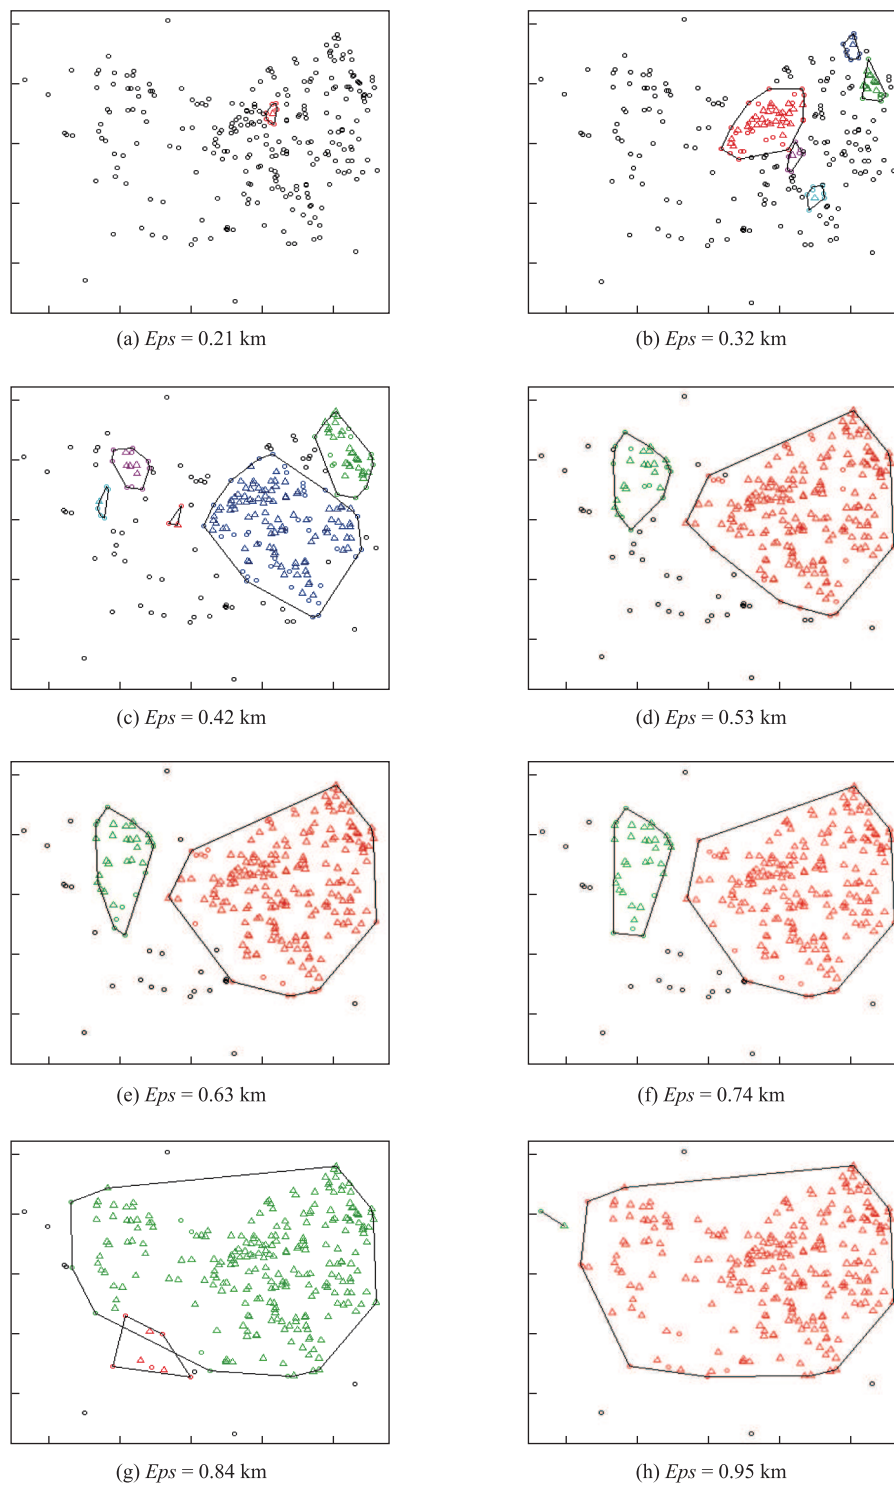 (a) Eps = 0.21 km
(b) Eps = 0.32 km
(c) Eps = 0.42 km
(d) Eps = 0.53 km
(e) Eps = 0.63 km
(f) Eps = 0.74 km
(g) Eps = 0.84 km
(h) Eps = 0.95 km